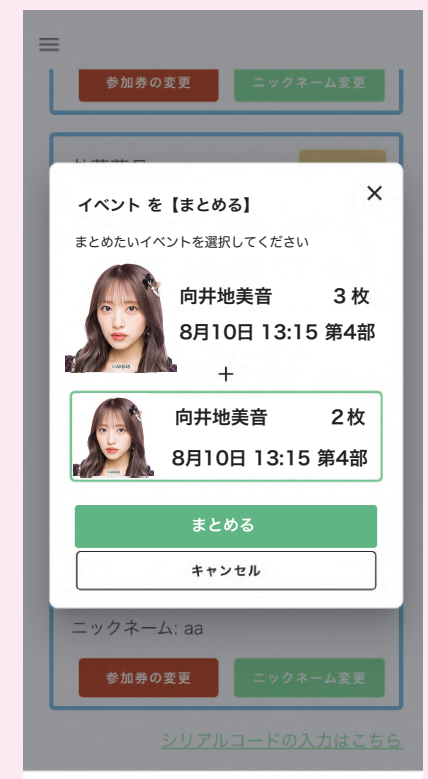 参加券の変更 ニックネーム変更
イベント を【まとめる】 ×
まとめたいイベントを選択してください
向井地美音 3 枚
8月10日 13:15 第4部
©AKB48
+
向井地美音 2 枚
8月10日 13:15 第4部
©AKB48
まとめる
キャンセル
ニックネーム: aa
参加券の変更 ニックネーム変更
シリアルコードの入力はこちら